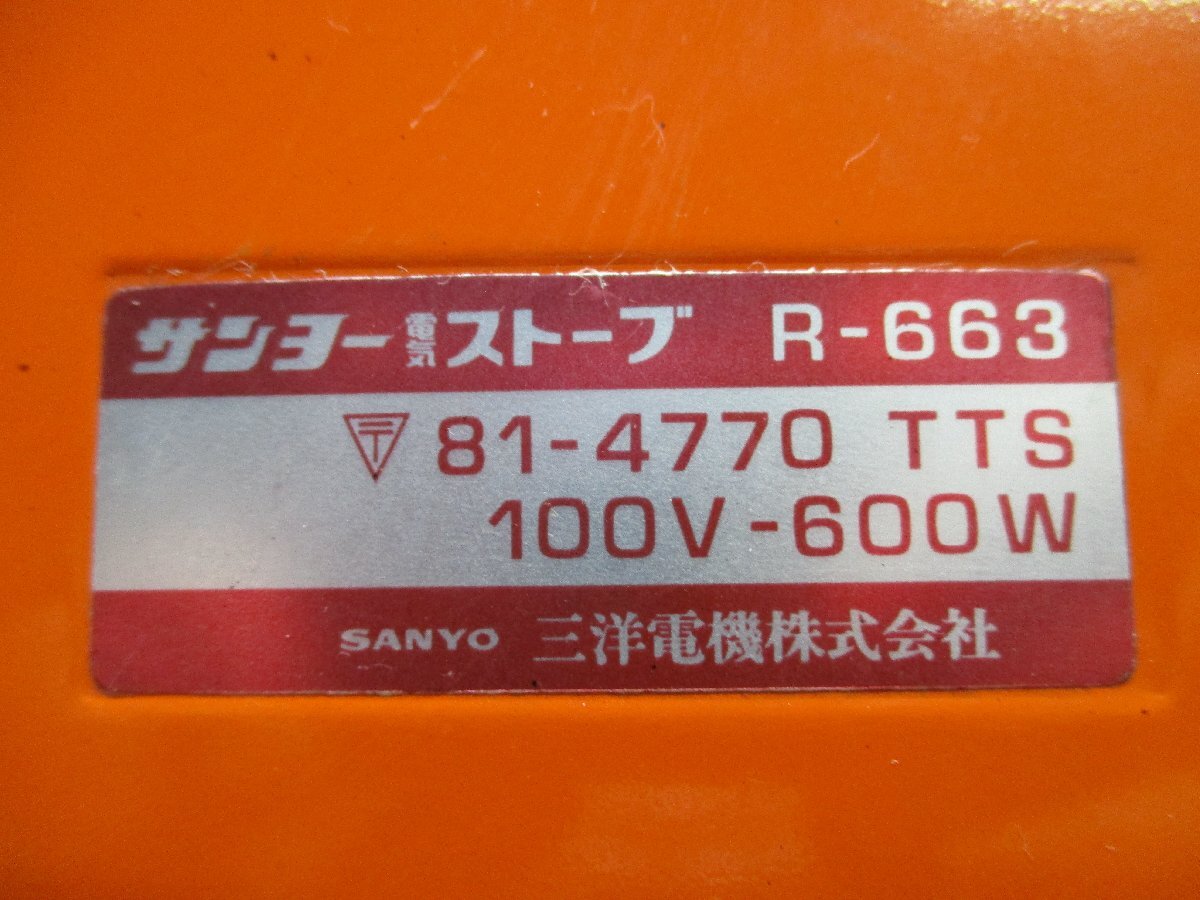 サンヨー電気ストーブ R-663
〒 81-4770 TTS
100V-600W
SANYO 三洋電機株式会社